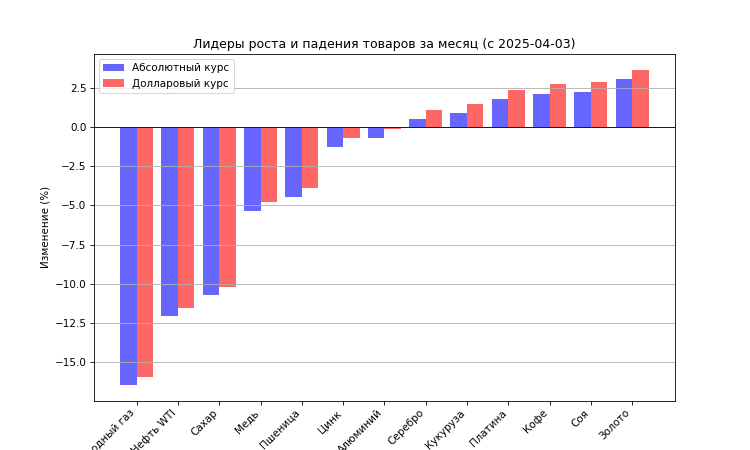 Лидеры роста и падения товаров за месяц (с 2025-04-03)
Абсолютный курс
Долларовый курс
Изменение (%)
2.5
0.0
−2.5
−5.0
−7.5
−10.0
−12.5
−15.0
одный газ
Нефть WTI
Сахар
Медь
Пшеница
Цинк
Алюминий
Серебро
Кукуруза
Платина
Кофе
Соя
Золото